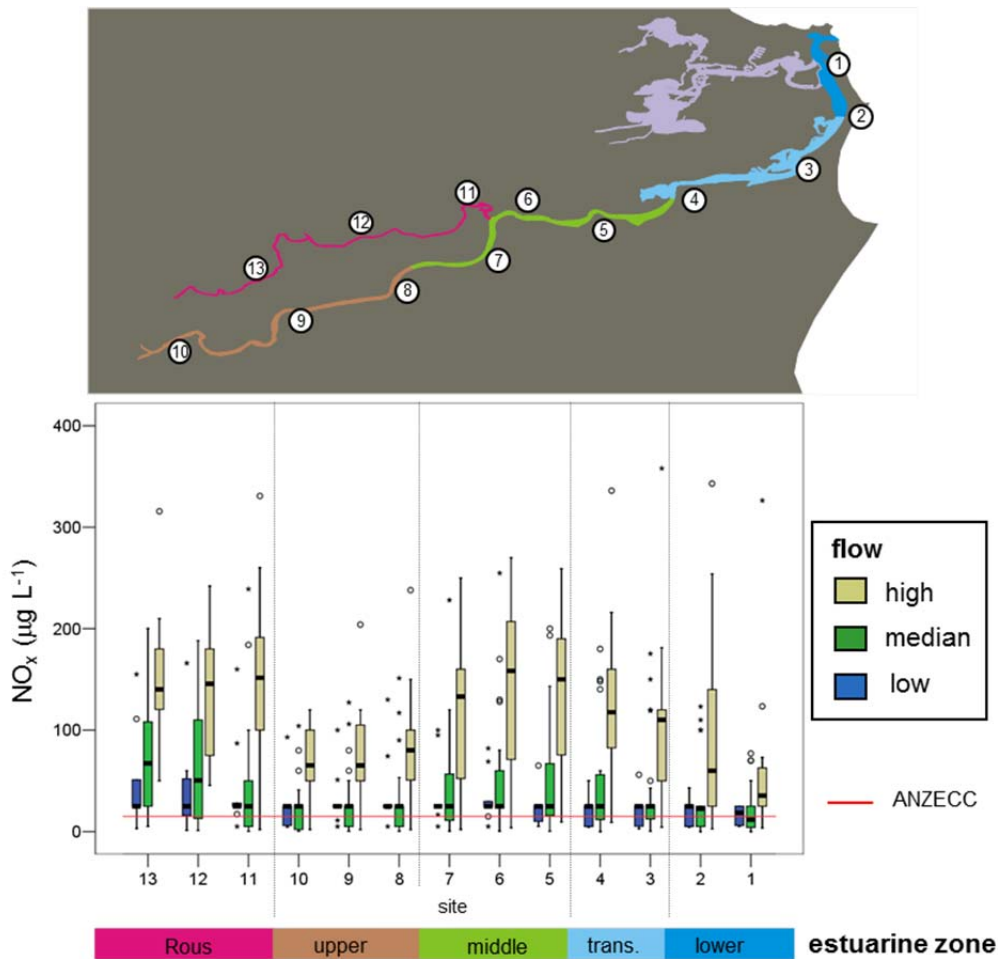 1
2
3
4
5
6
7
8
9
10
11
12
13
400
300
200
100
0
NOx (µg L-1)
13 12 11 10 9 8 7 6 5 4 3 2 1
site
flow
high
median
low
ANZECC
Rous upper middle trans. lower estuarine zone